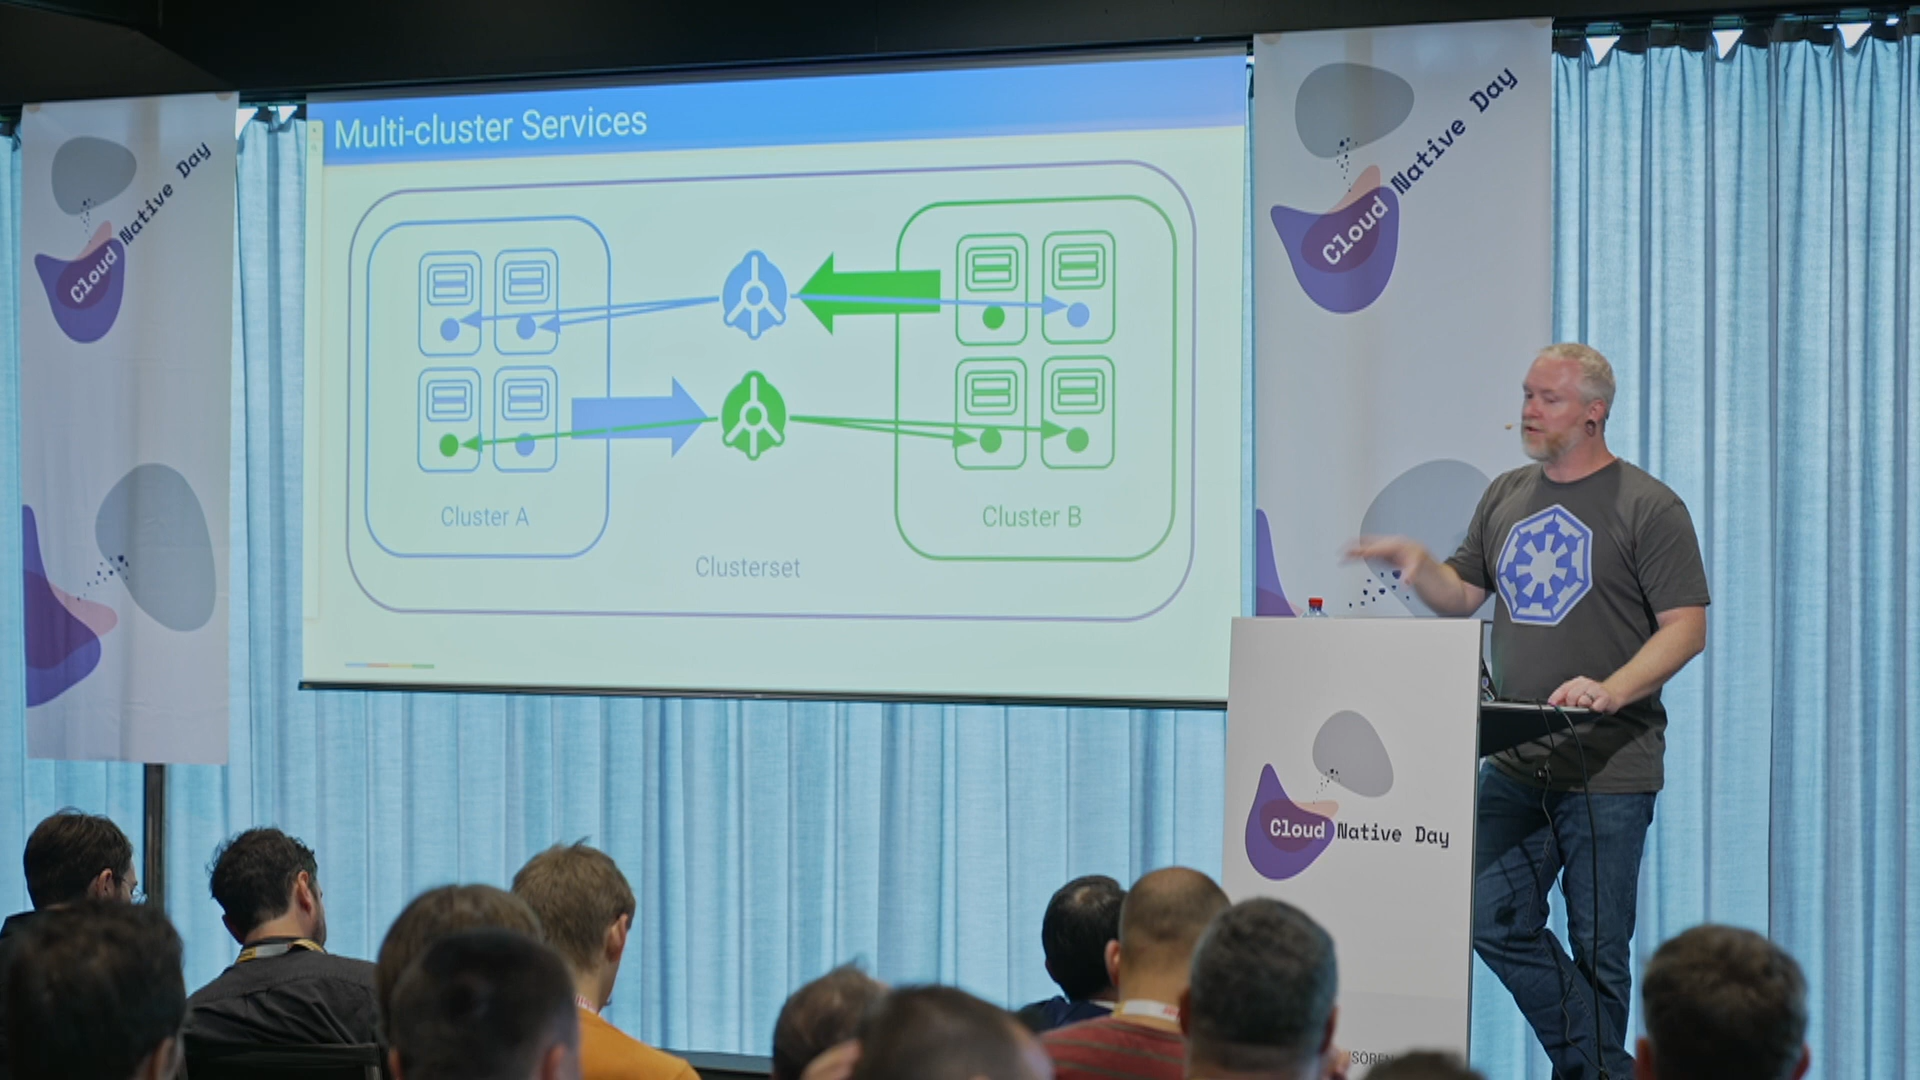 Multi-cluster Services
Cluster A
Cluster B
Clusterset
Cloud Native Day
Cloud Native Day
Cloud Native Day